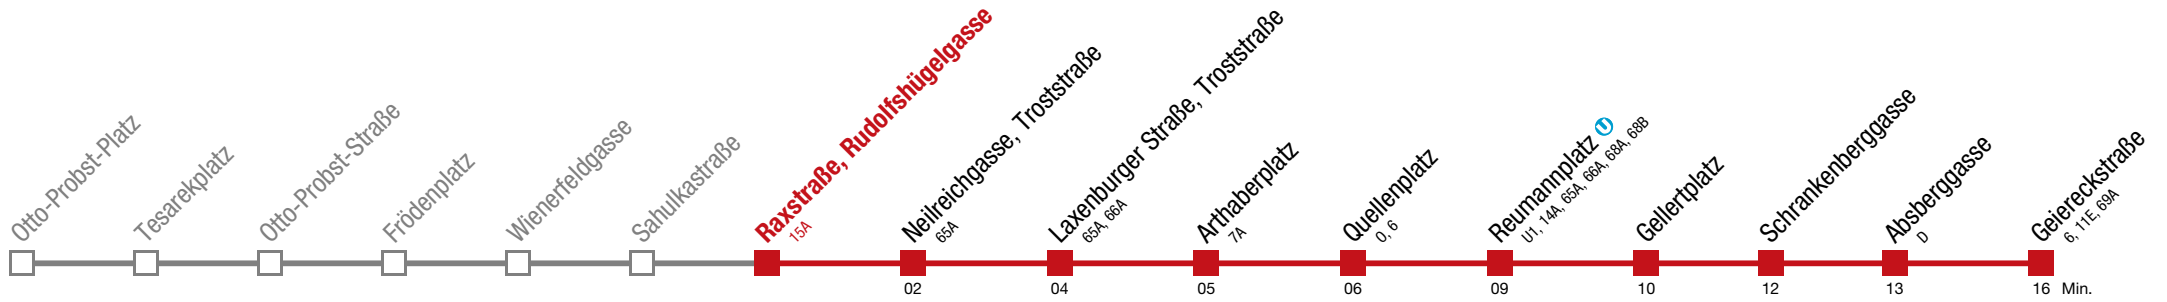 Otto-Probst-Platz
Tesarekplatz
Otto-Probst-Straße
Frödenplatz
Wienerfeldgasse
Sahulkastraße
Raxstraße, Rudolfshügelgasse
15A
Neilreichgasse, Troststraße
65A
Laxenburger Straße, Troststraße
65A, 66A
Arthaberplatz
7A
Quellenplatz
O, 6
Reumannplatz U
U1, 14A, 65A, 66A, 68A, 68B
Gellertplatz
Schrankenberggasse
Absberggasse
D
Geiereckstraße
6, 11E, 69A
02 04 05 06 09 10 12 13 16 Min.